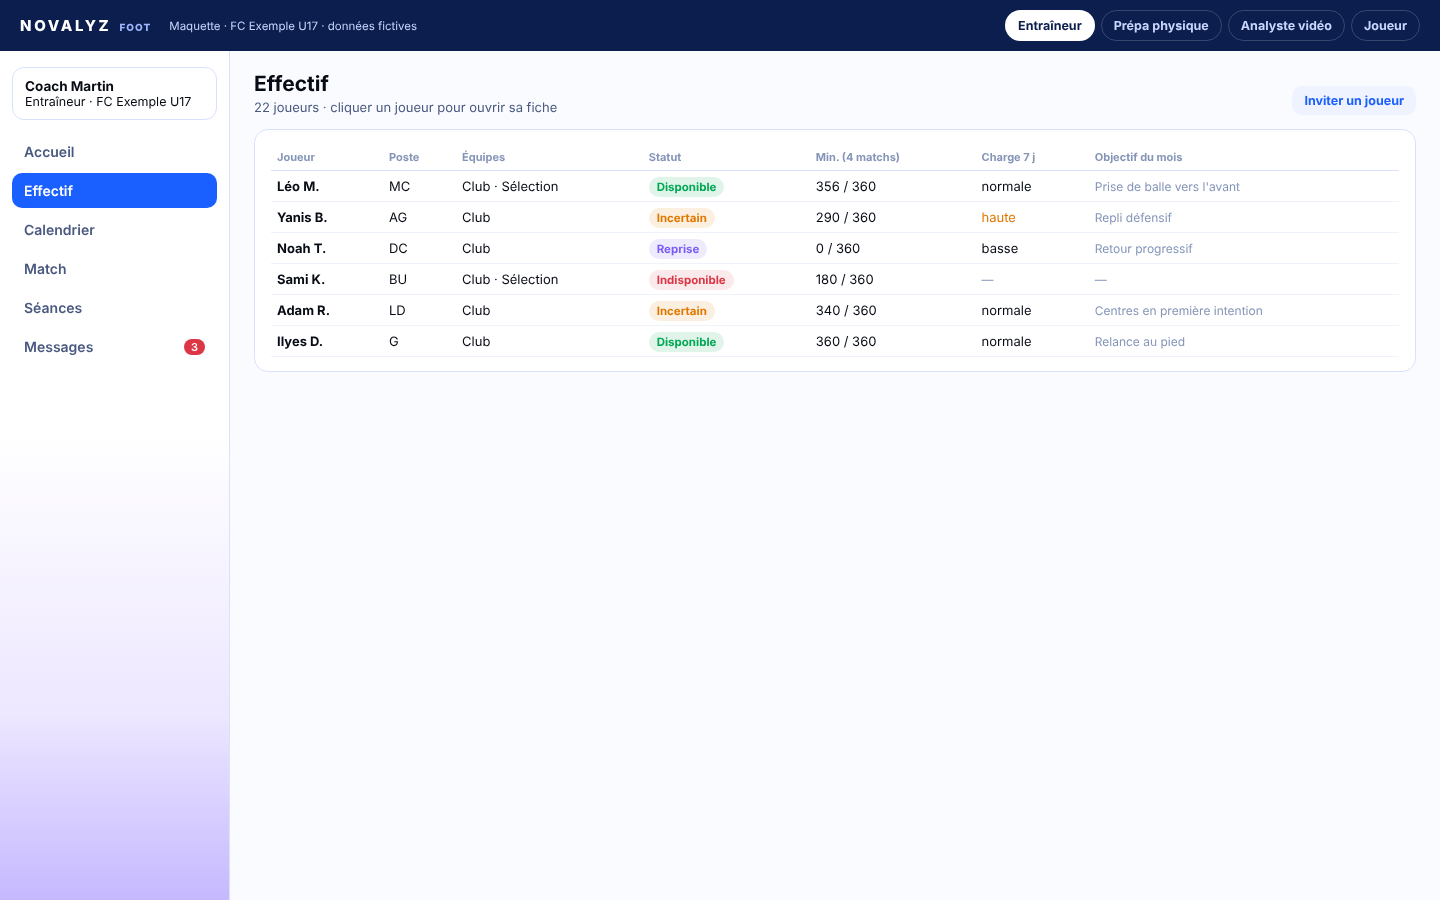 NOVALYZ FOOT Maquette · FC Exemple U17 · données fictives Entraîneur Prépa physique Analyste vidéo Joueur
Coach Martin
Entraîneur · FC Exemple U17
Accueil
Effectif
Calendrier
Match
Séances
Messages 3
Effectif
22 joueurs · cliquer un joueur pour ouvrir sa fiche
Inviter un joueur
Joueur Poste Équipes Statut Min. (4 matchs) Charge 7 j Objectif du mois
Léo M. MC Club · Sélection Disponible 356 / 360 normale Prise de balle vers l'avant
Yanis B. AG Club Incertain 290 / 360 haute Repli défensif
Noah T. DC Club Reprise 0 / 360 basse Retour progressif
Sami K. BU Club · Sélection Indisponible 180 / 360 — —
Adam R. LD Club Incertain 340 / 360 normale Centres en première intention
Ilyes D. G Club Disponible 360 / 360 normale Relance au pied